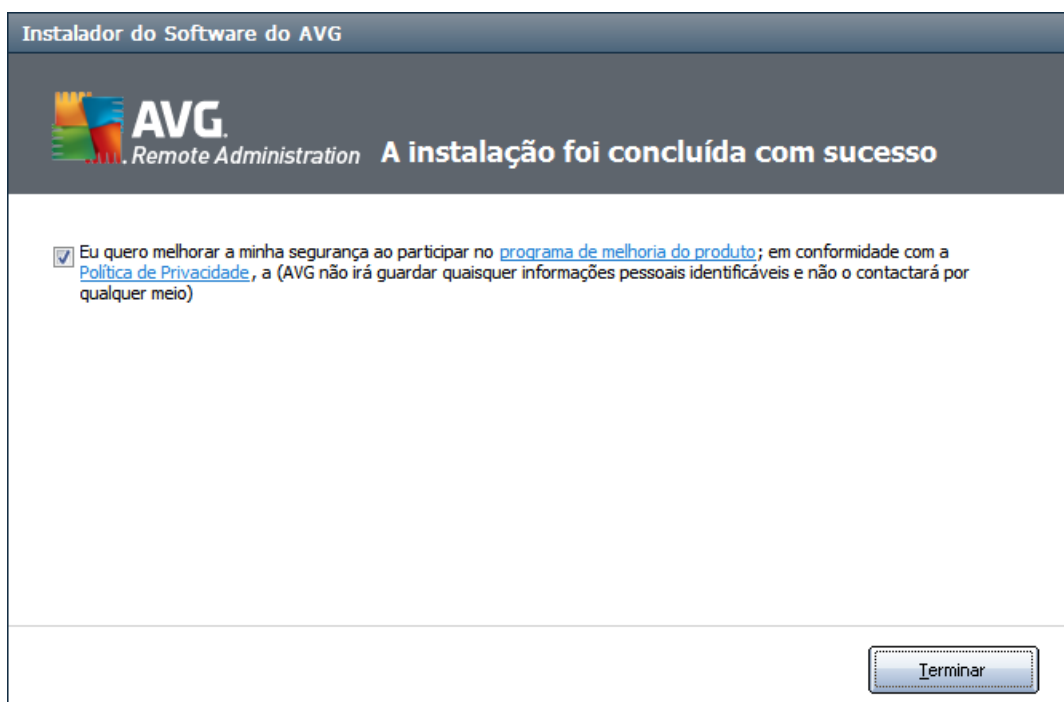 Instalador do Software do AVG
AVG.
Remote Administration
A instalação foi concluída com sucesso
Eu quero melhorar a minha segurança ao participar no programa de melhoria do produto; em conformidade com a
Política de Privacidade, a (AVG não irá guardar quaisquer informações pessoais identificáveis e não o contactará por
qualquer meio)
Terminar